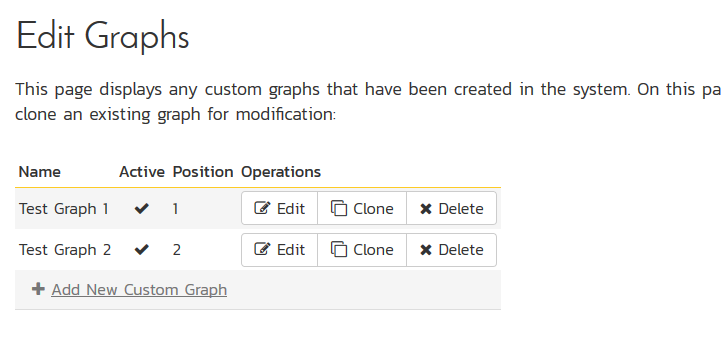 Edit Graphs
This page displays any custom graphs that have been created in the system. On this pa
clone an existing graph for modification:
Name Active Position Operations
Test Graph 1 1 Edit Clone Delete
Test Graph 2 2 Edit Clone Delete
Add New Custom Graph